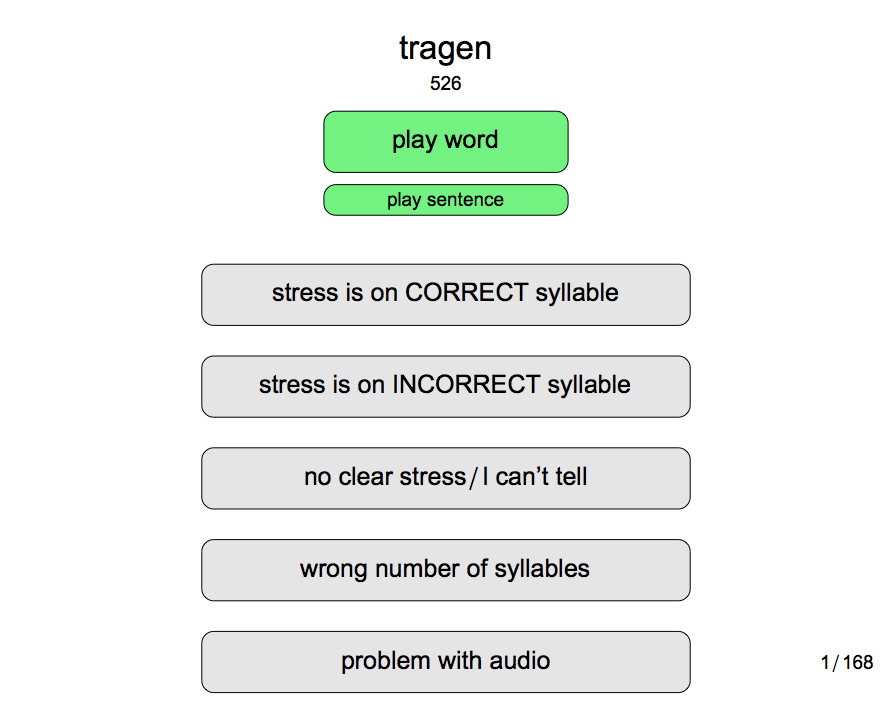 tragen
526
play word
play sentence
stress is on CORRECT syllable
stress is on INCORRECT syllable
no clear stress/I can’t tell
wrong number of syllables
problem with audio
1/168